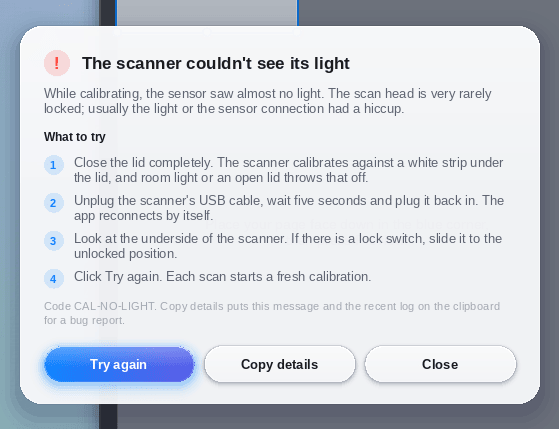 !
The scanner couldn't see its light
While calibrating, the sensor saw almost no light. The scan head is very rarely
locked; usually the light or the sensor connection had a hiccup.
What to try
1 Close the lid completely. The scanner calibrates against a white strip under
the lid, and room light or an open lid throws that off.
2 Unplug the scanner's USB cable, wait five seconds and plug it back in. The
app reconnects by itself.
3 Look at the underside of the scanner. If there is a lock switch, slide it to the
unlocked position.
4 Click Try again. Each scan starts a fresh calibration.
Code CAL-NO-LIGHT. Copy details puts this message and the recent log on the clipboard
for a bug report.
Try again Copy details Close